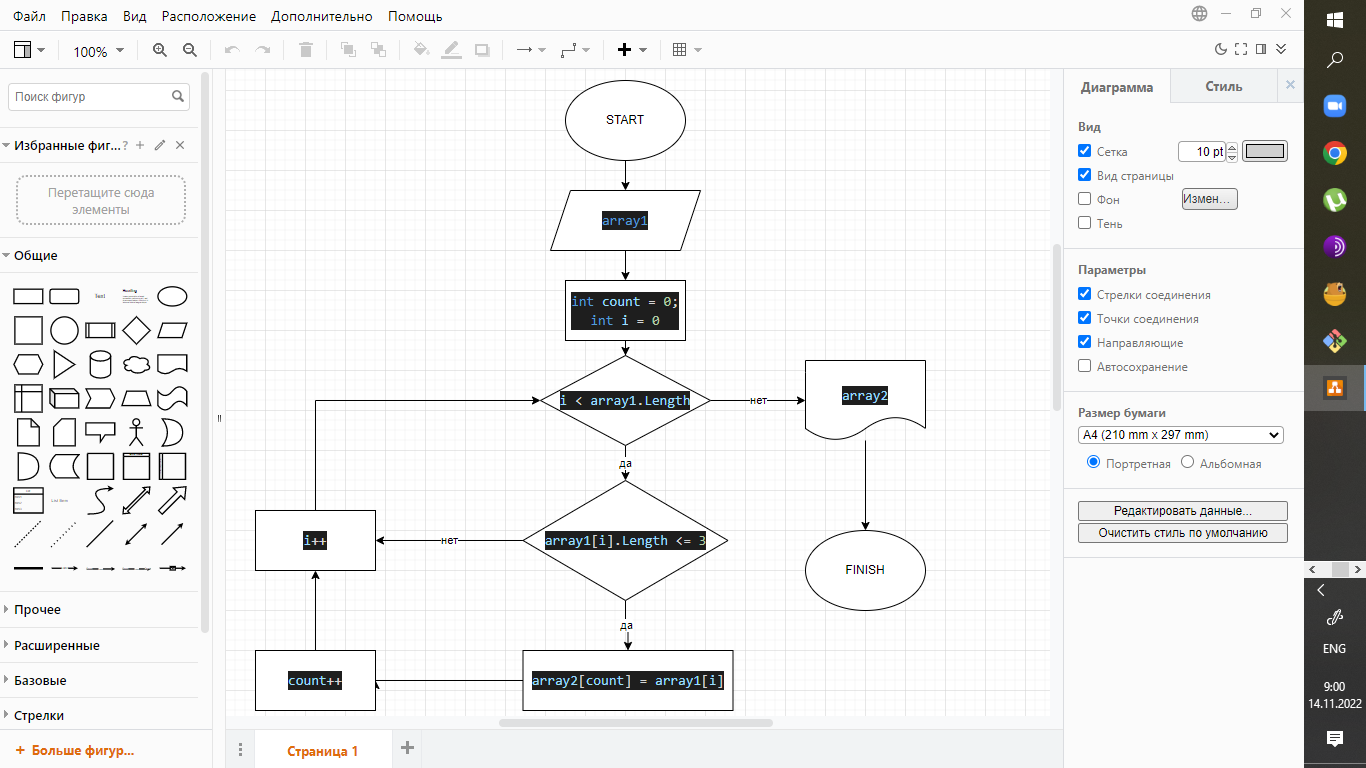 Файл Правка Вид Расположение Дополнительно Помощь
100%
Поиск фигур
Избранные фиг... ?
Перетащите сюда
элементы
Общие
Text
Heading
List Item
Прочее
Расширенные
Базовые
Стрелки
+ Больше фигур...
START
array1
int count = 0;
int i = 0
i < array1.Length
нет
array2
да
array1[i].Length <= 3
нет
i++
FINISH
да
array2[count] = array1[i]
count++
Страница 1
Диаграмма
Стиль
Вид
Сетка
10 pt
Вид страницы
Фон
Измен...
Тень
Параметры
Стрелки соединения
Точки соединения
Направляющие
Автосохранение
Размер бумаги
A4 (210 mm x 297 mm)
Портретная
Альбомная
Редактировать данные...
Очистить стиль по умолчанию
ENG
9:00
14.11.2022